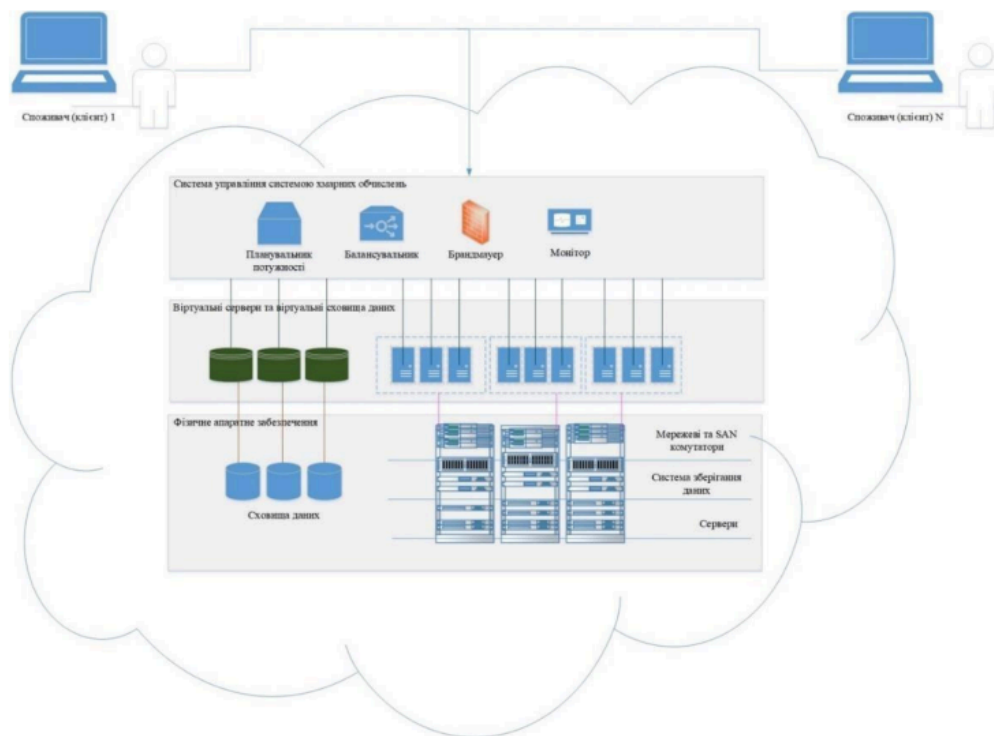 Споживач (клієнт) 1
Споживач (клієнт) N
Система управління системою хмарних обчислень
Планувальник
потужності
Балансувальник
Брандмауер
Монітор
Віртуальні сервери та віртуальні сховища даних
Фізичне апаратне забезпечення
Сховища даних
Мережеві та SAN
комутатори
Система зберігання
даних
Сервери